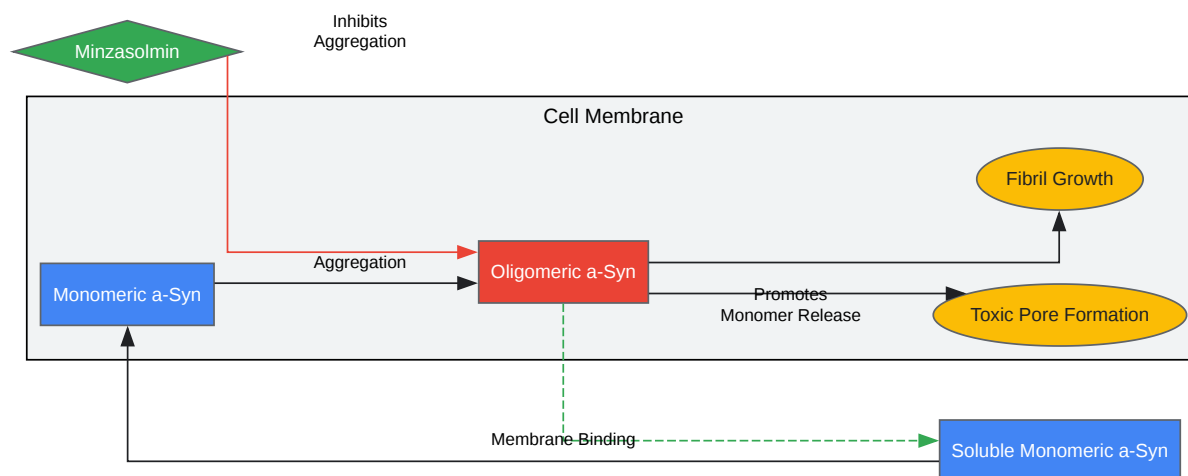 Inhibits
Aggregation
Minzasolmin
Cell Membrane
Fibril Growth
Aggregation
Oligomeric a-Syn
Monomeric a-Syn
Promotes
Monomer Release
Toxic Pore Formation
Membrane Binding
Soluble Monomeric a-Syn